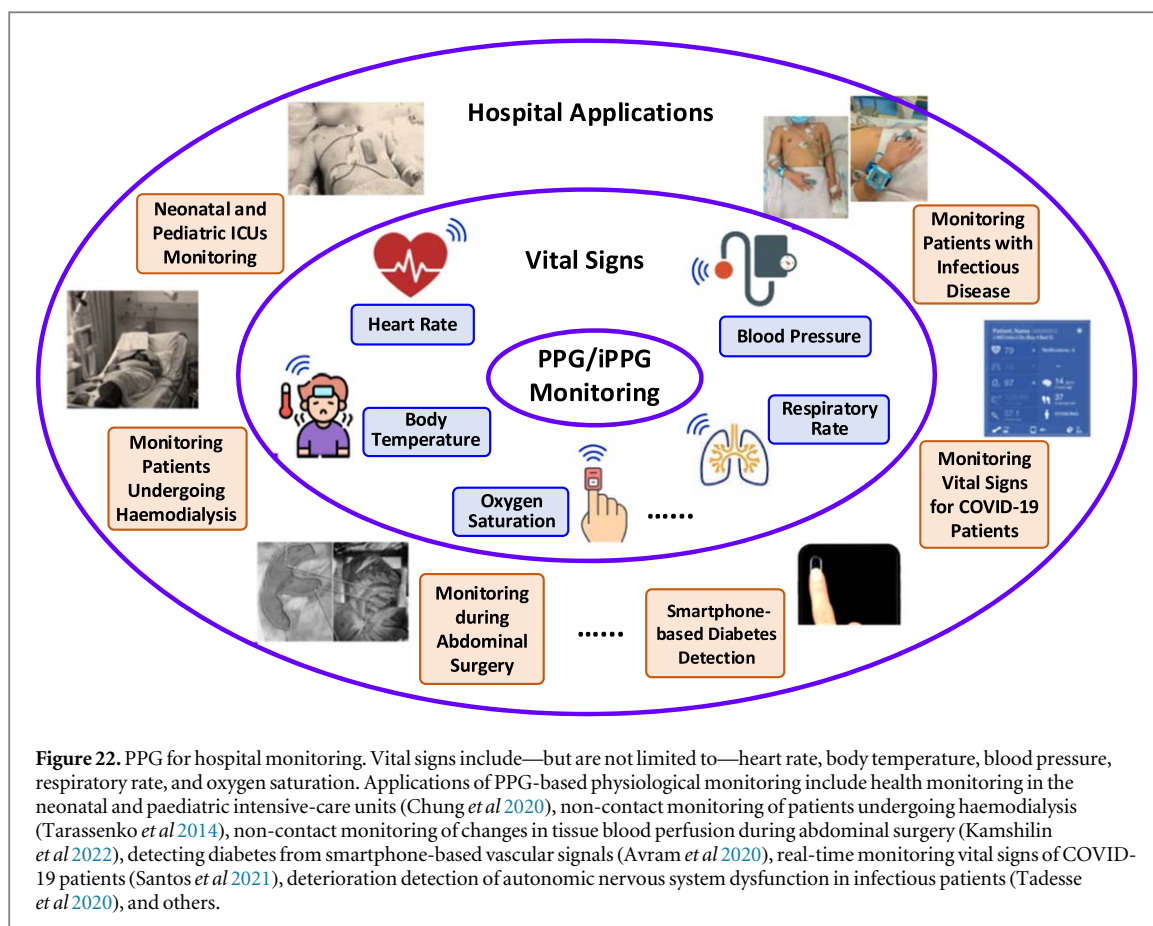 Hospital Applications
Neonatal and
Pediatric ICUs
Monitoring
Monitoring
Patients with
Infectious
Disease
Vital Signs
Heart Rate
Blood Pressure
PPG/iPPG
Monitoring
Body
Temperature
Respiratory
Rate
Oxygen
Saturation
......
Patient, Name
79
97
14
37
37.1
Monitoring
Patients
Undergoing
Haemodialysis
Monitoring
Vital Signs
for COVID-19
Patients
Monitoring
during
Abdominal
Surgery
......
Smartphone-
based Diabetes
Detection
Figure 22. PPG for hospital monitoring. Vital signs include—but are not limited to—heart rate, body temperature, blood pressure,
respiratory rate, and oxygen saturation. Applications of PPG-based physiological monitoring include health monitoring in the
neonatal and paediatric intensive-care units (Chung et al 2020), non-contact monitoring of patients undergoing haemodialysis
(Tarassenko et al 2014), non-contact monitoring of changes in tissue blood perfusion during abdominal surgery (Kamshilin
et al 2022), detecting diabetes from smartphone-based vascular signals (Avram et al 2020), real-time monitoring vital signs of COVID-
19 patients (Santos et al 2021), deterioration detection of autonomic nervous system dysfunction in infectious patients (Tadesse
et al 2020), and others.